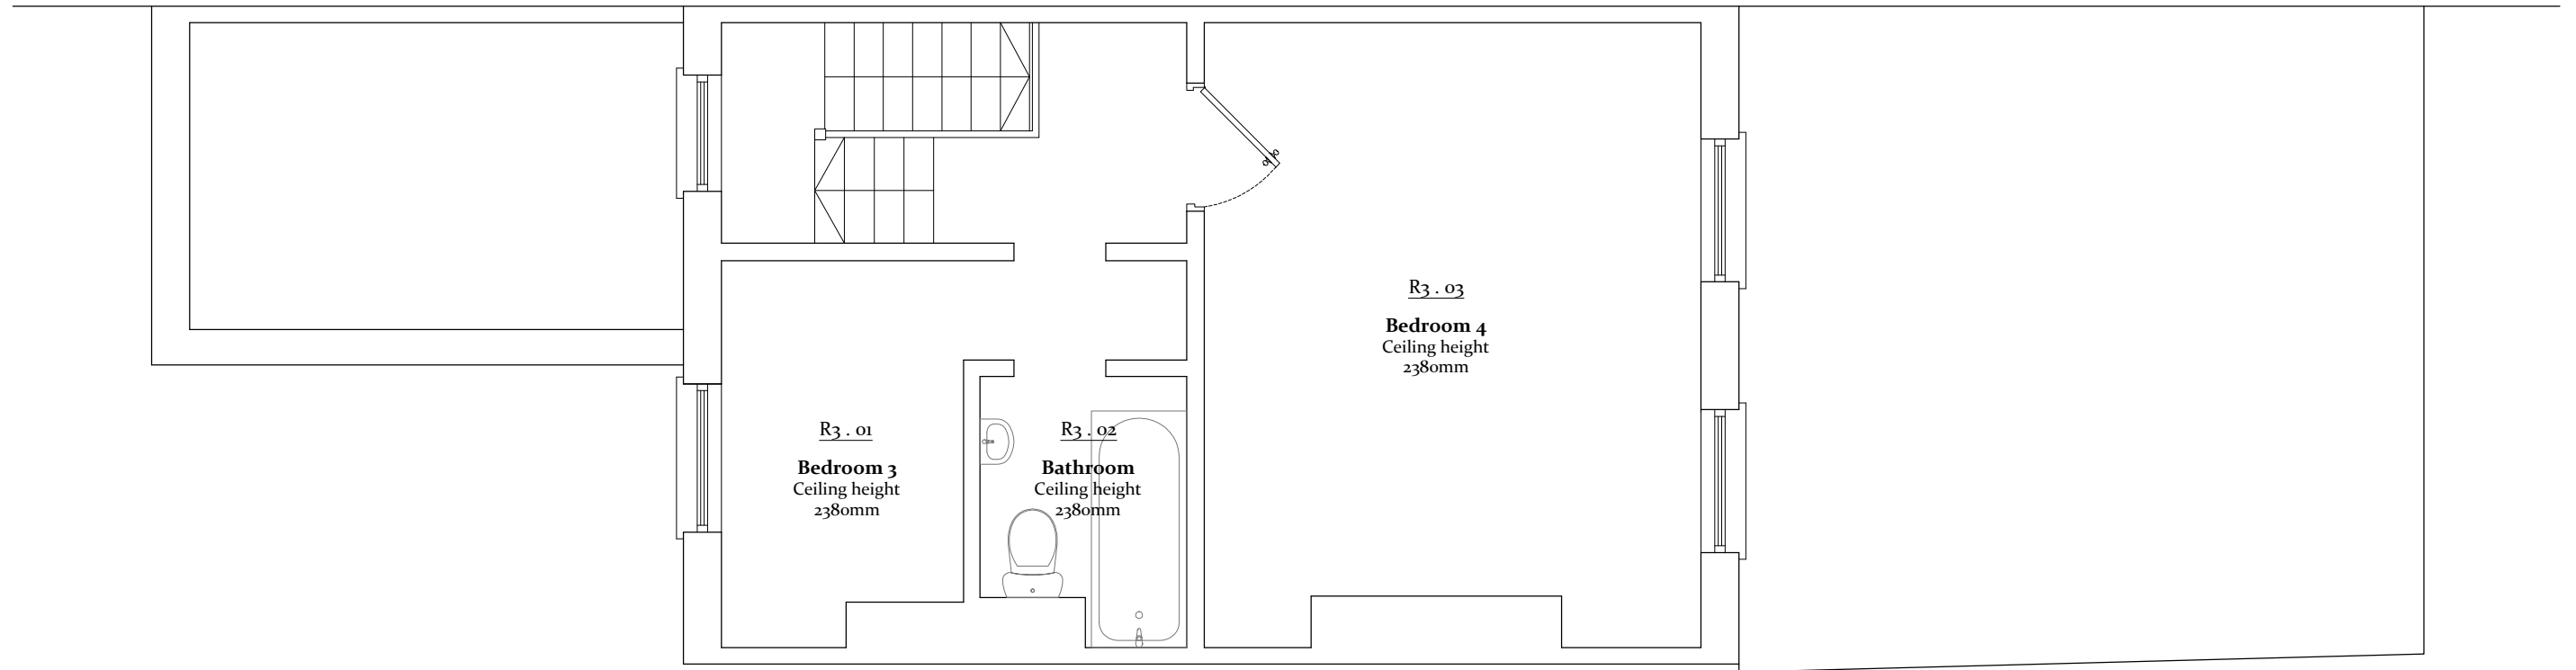 R3 . 03
Bedroom 4
Ceiling height
2380mm
R3 . 01
Bedroom 3
Ceiling height
2380mm
R3 . 02
Bathroom
Ceiling height
2380mm